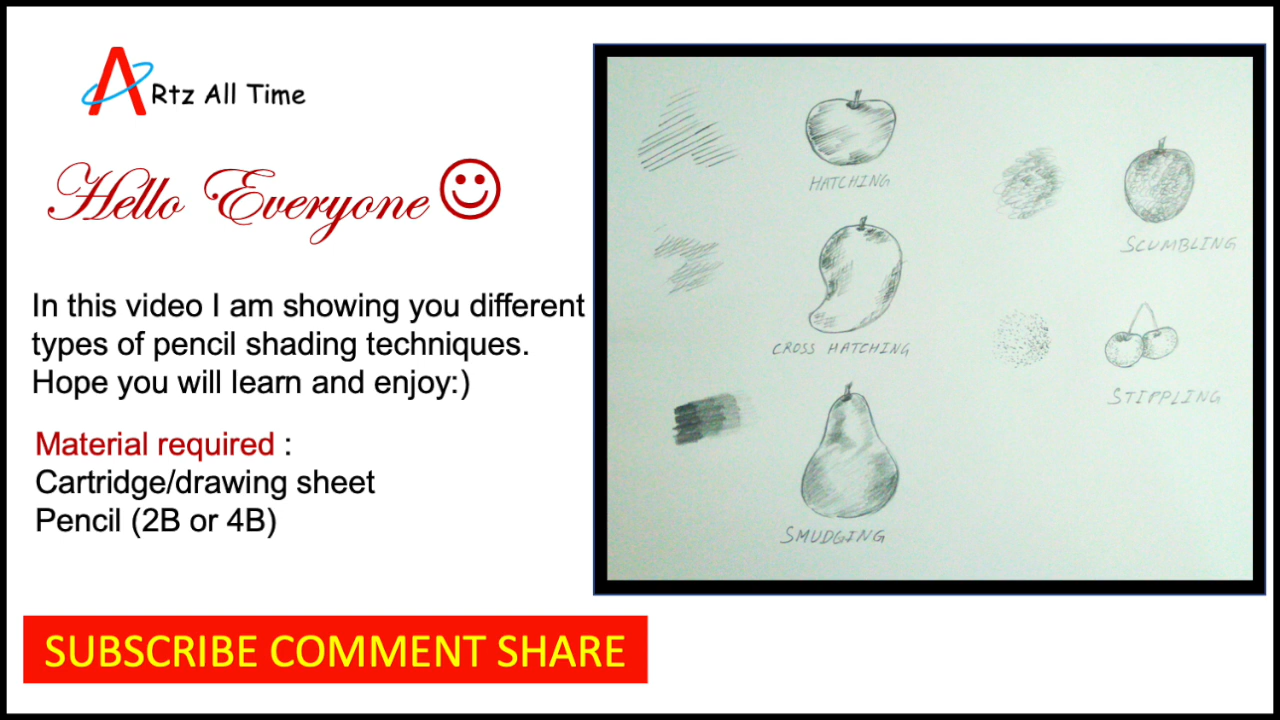 ARtz All Time
Hello Everyone
In this video I am showing you different
types of pencil shading techniques.
Hope you will learn and enjoy:)
Material required :
Cartridge/drawing sheet
Pencil (2B or 4B)
SUBSCRIBE COMMENT SHARE
HATCHING
CROSS HATCHING
SMUDGING
SCUMBLING
STIPPLING